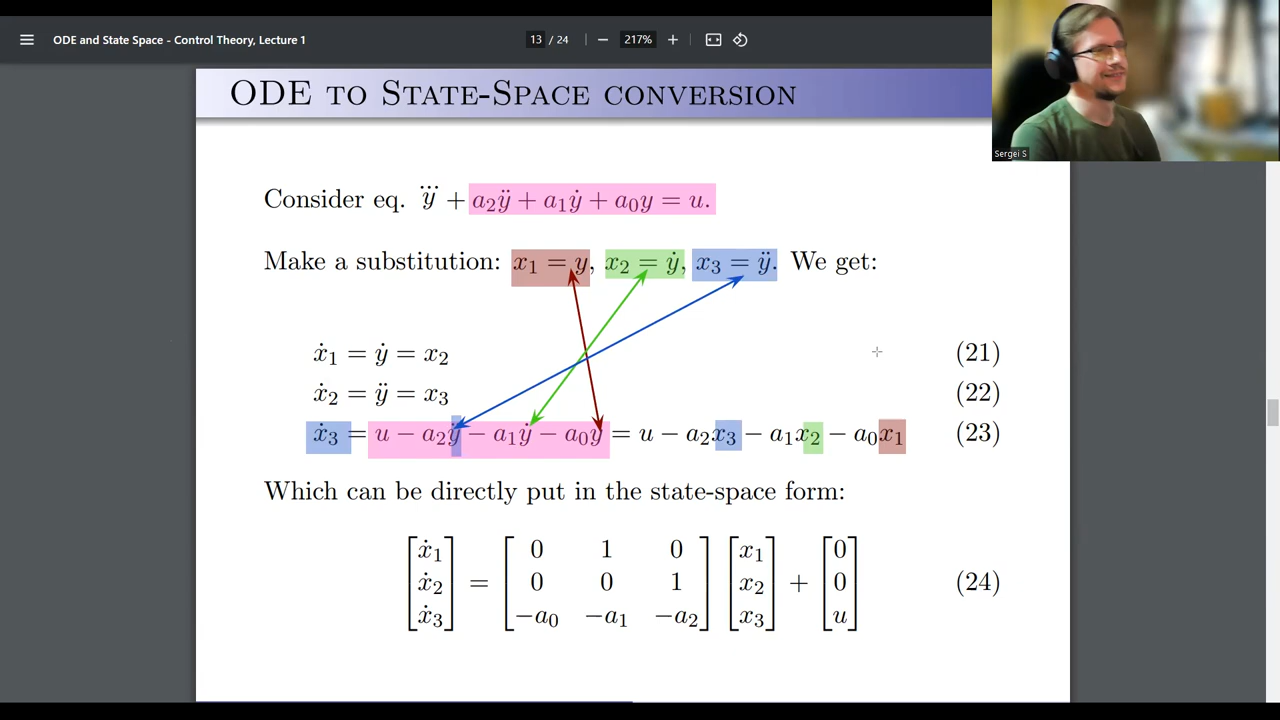 ODE and State Space - Control Theory, Lecture 1
13 / 24
217%
Sergei S
ODE to State-Space conversion
Consider eq. y⃛ + a₂ÿ + a₁ẏ + a₀y = u.
Make a substitution: x₁ = y, x₂ = ẏ, x₃ = ÿ. We get:
ẋ₁ = ẏ = x₂ (21)
ẋ₂ = ÿ = x₃ (22)
ẋ₃ = u − a₂ÿ − a₁ẏ − a₀y = u − a₂x₃ − a₁x₂ − a₀x₁ (23)
Which can be directly put in the state-space form:
[ẋ₁] [0 1 0] [x₁] [0]
[ẋ₂] = [0 0 1] [x₂] + [0] (24)
[ẋ₃] [−a₀ −a₁ −a₂] [x₃] [u]